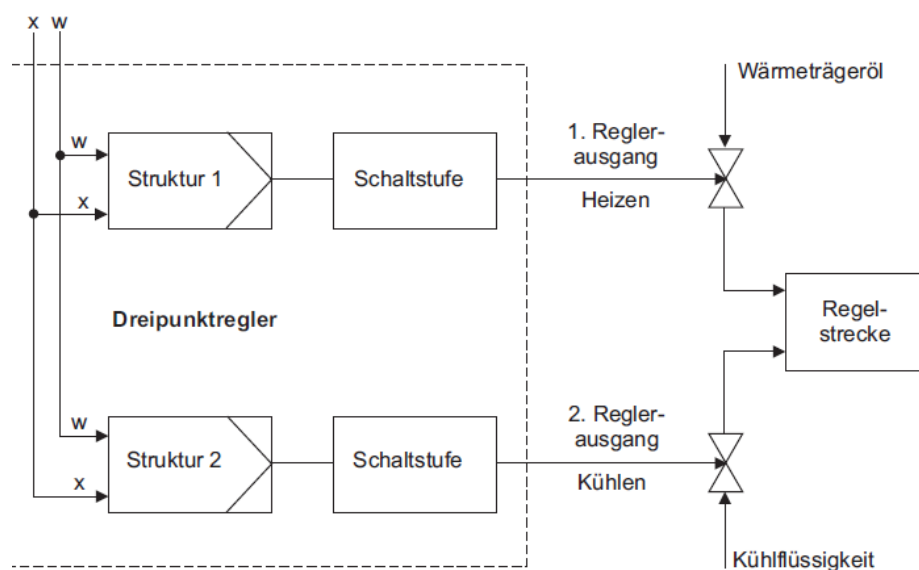 x w
Wärmeträgeröl
w
Struktur 1
Schaltstufe
1. Regler-
ausgang
x
Heizen
Regel-
strecke
Dreipunktregler
w
Struktur 2
Schaltstufe
2. Regler-
ausgang
x
Kühlen
Kühlflüssigkeit